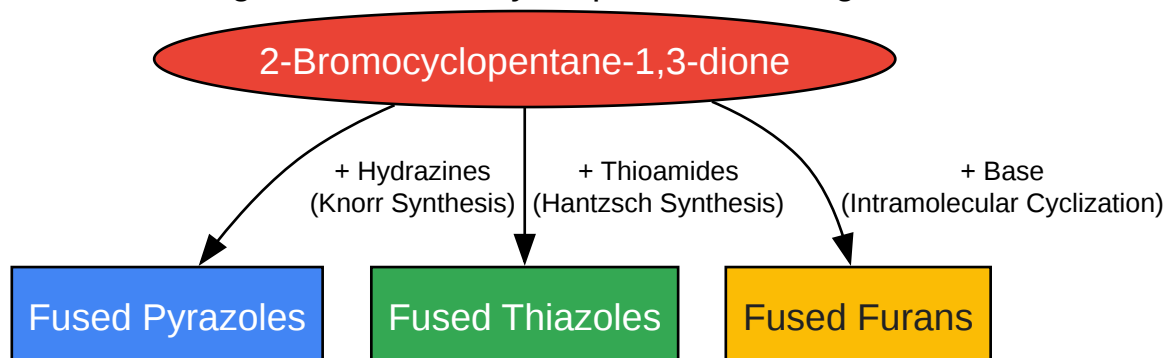 2-Bromocyclopentane-1,3-dione
+ Hydrazines
(Knorr Synthesis)
+ Thioamides
(Hantzsch Synthesis)
+ Base
(Intramolecular Cyclization)
Fused Pyrazoles
Fused Thiazoles
Fused Furans